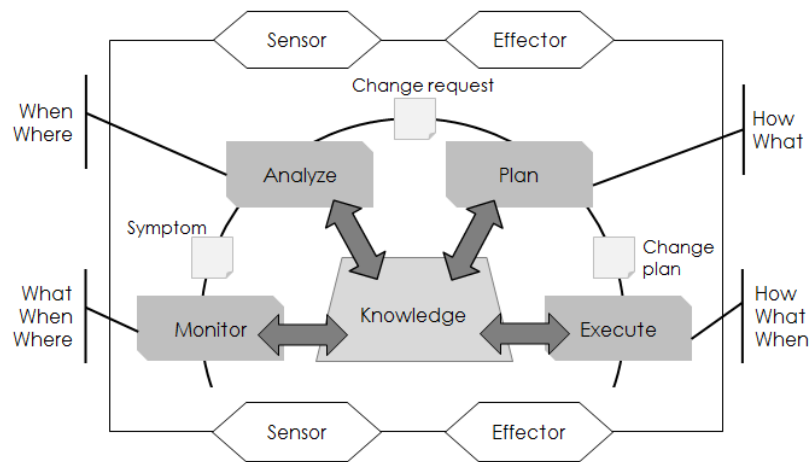 Sensor
Effector
Change request
When
Where
How
What
Analyze
Plan
Symptom
Change
plan
What
When
Where
Monitor
Knowledge
Execute
How
What
When
Sensor
Effector